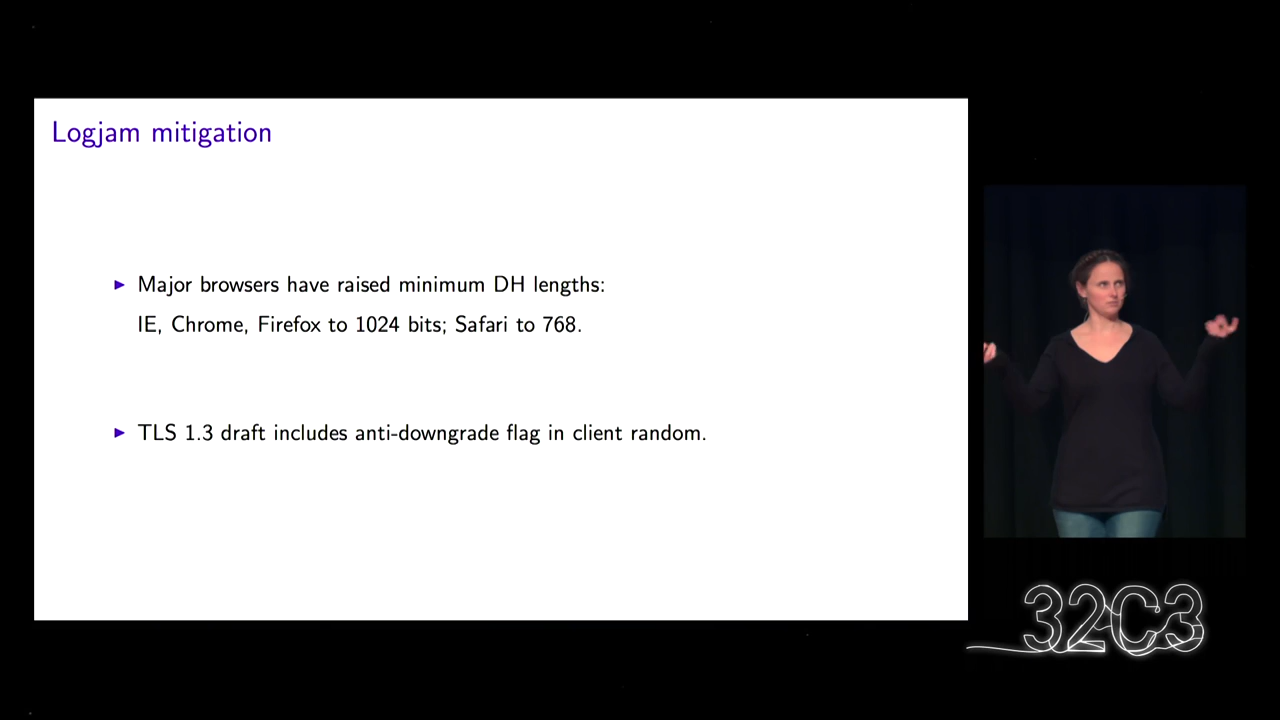 Logjam mitigation
Major browsers have raised minimum DH lengths:
IE, Chrome, Firefox to 1024 bits; Safari to 768.
TLS 1.3 draft includes anti-downgrade flag in client random.
32C3